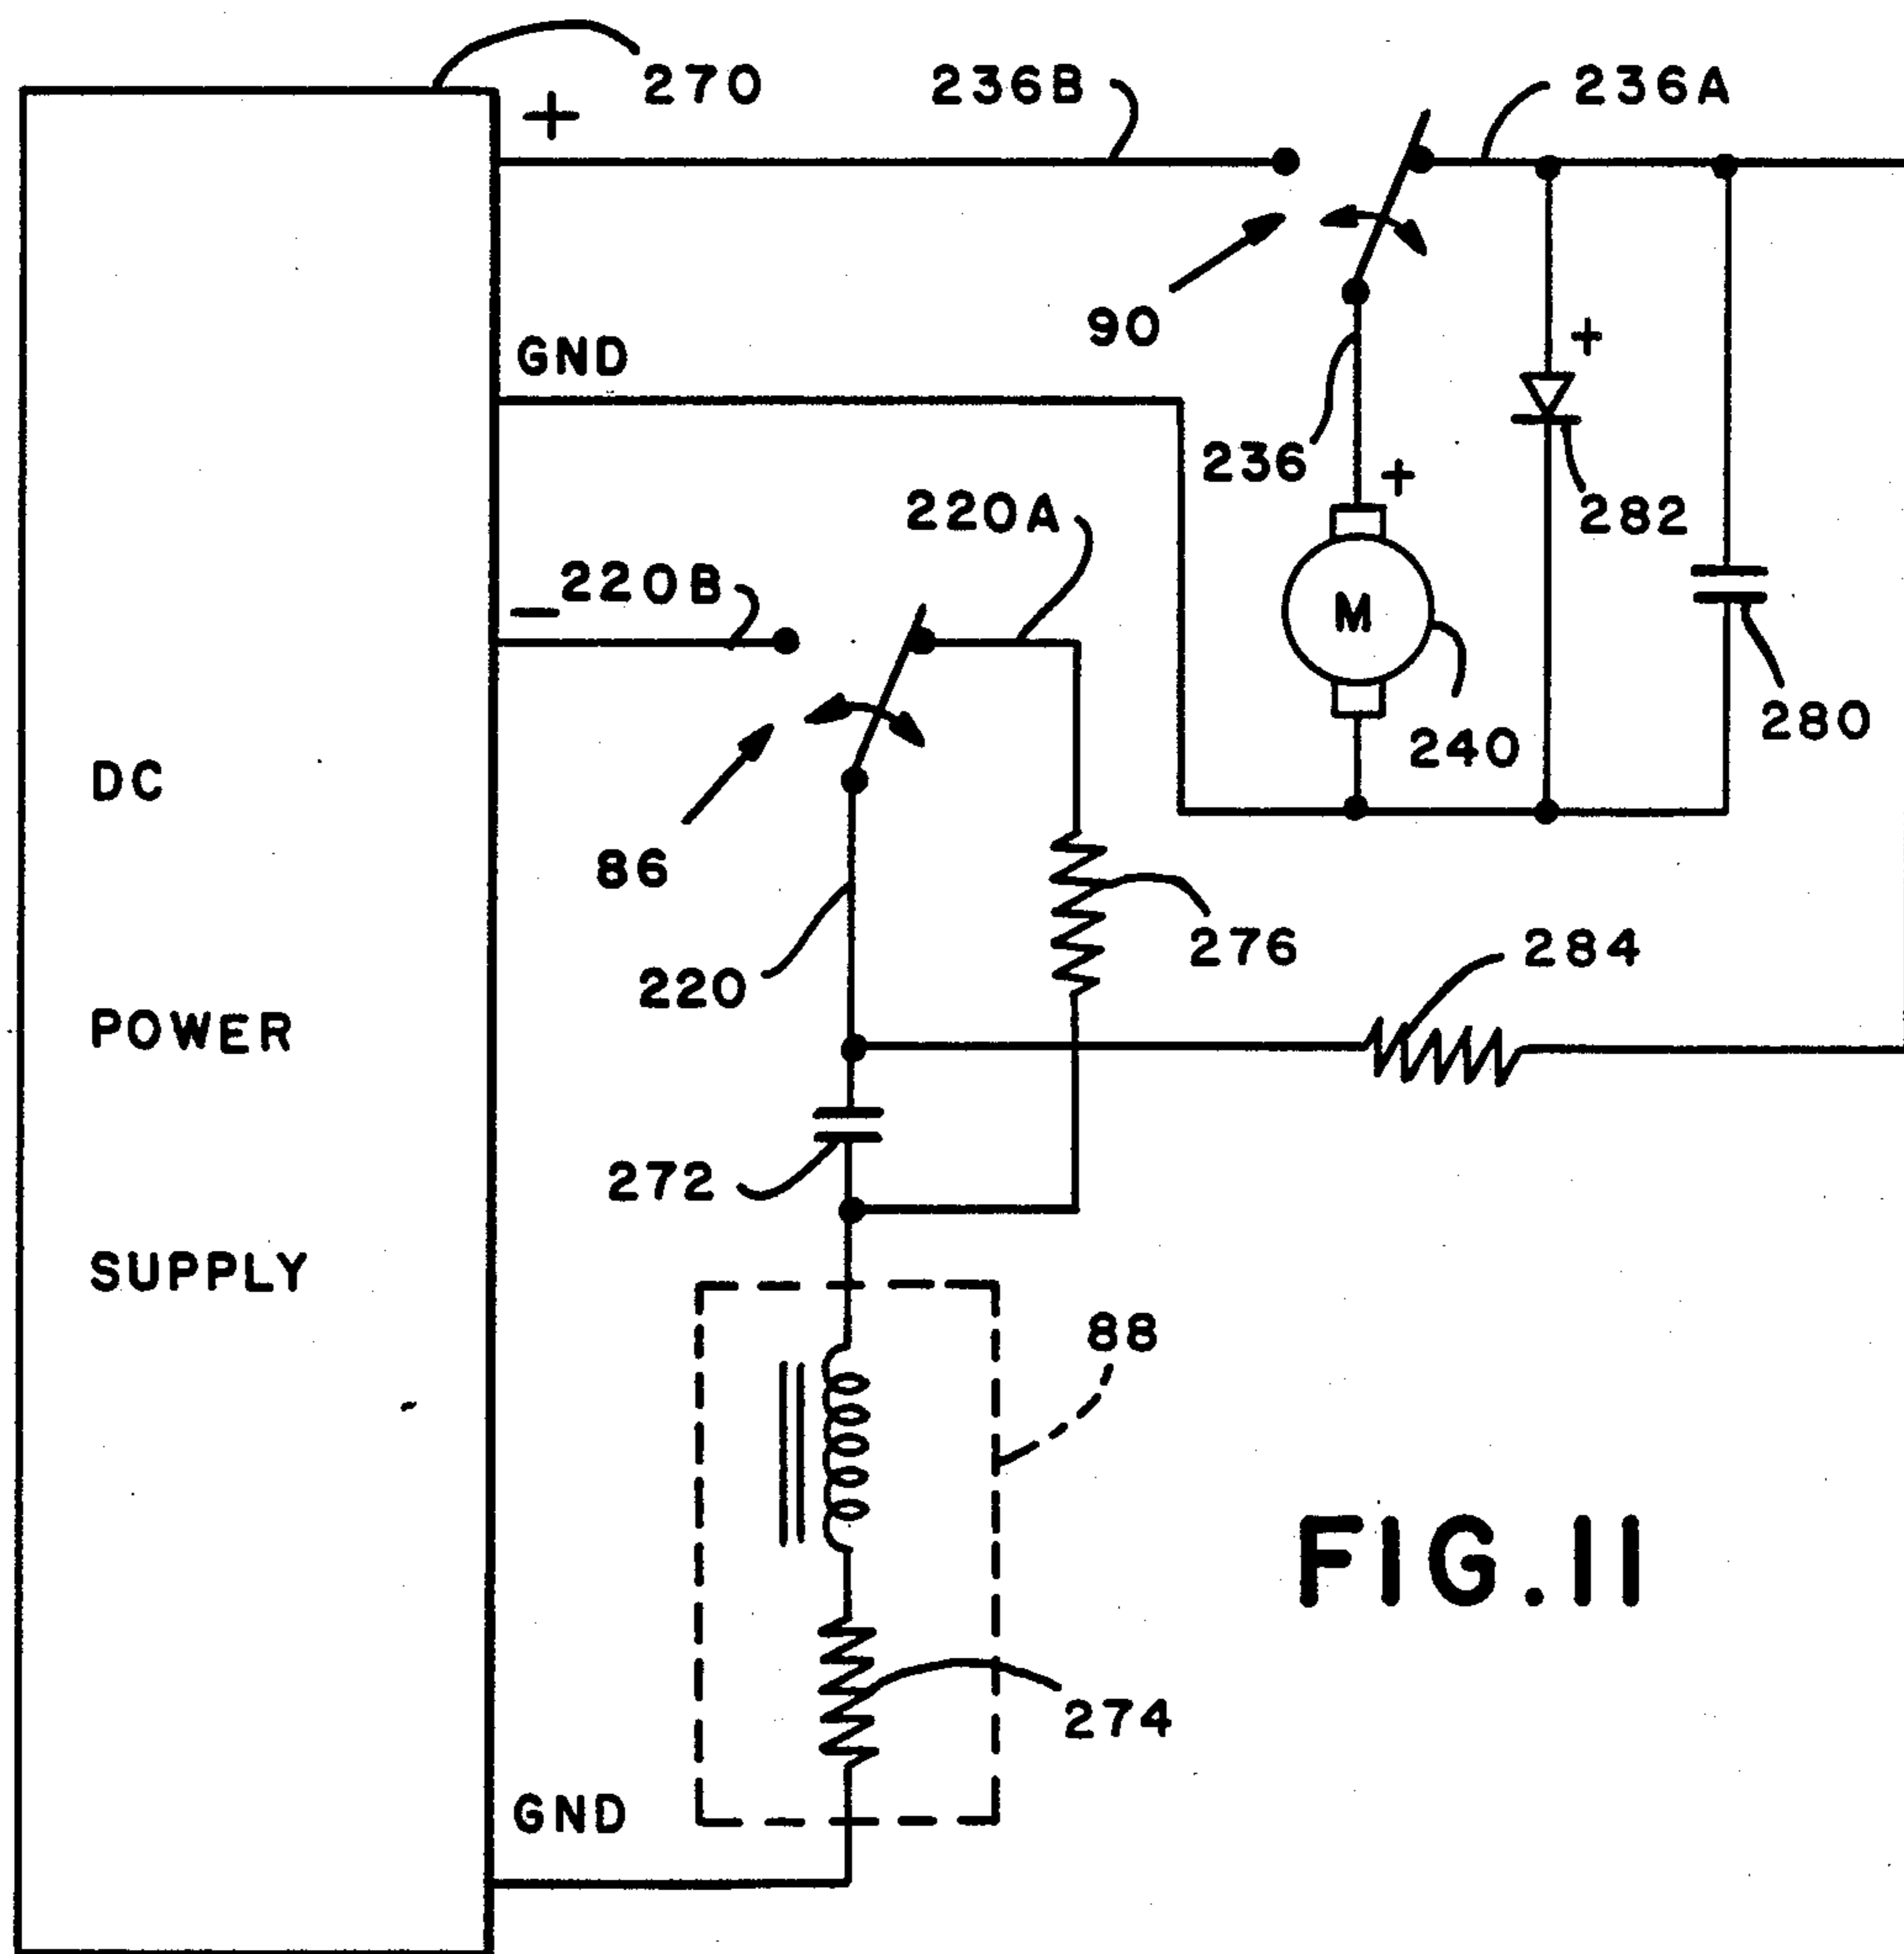 270
236B
236A
+
90
GND
+
236
+
282
220A
220B
−
M
280
240
DC
86
276
284
220
POWER
272
SUPPLY
88
FIG.11
274
GND